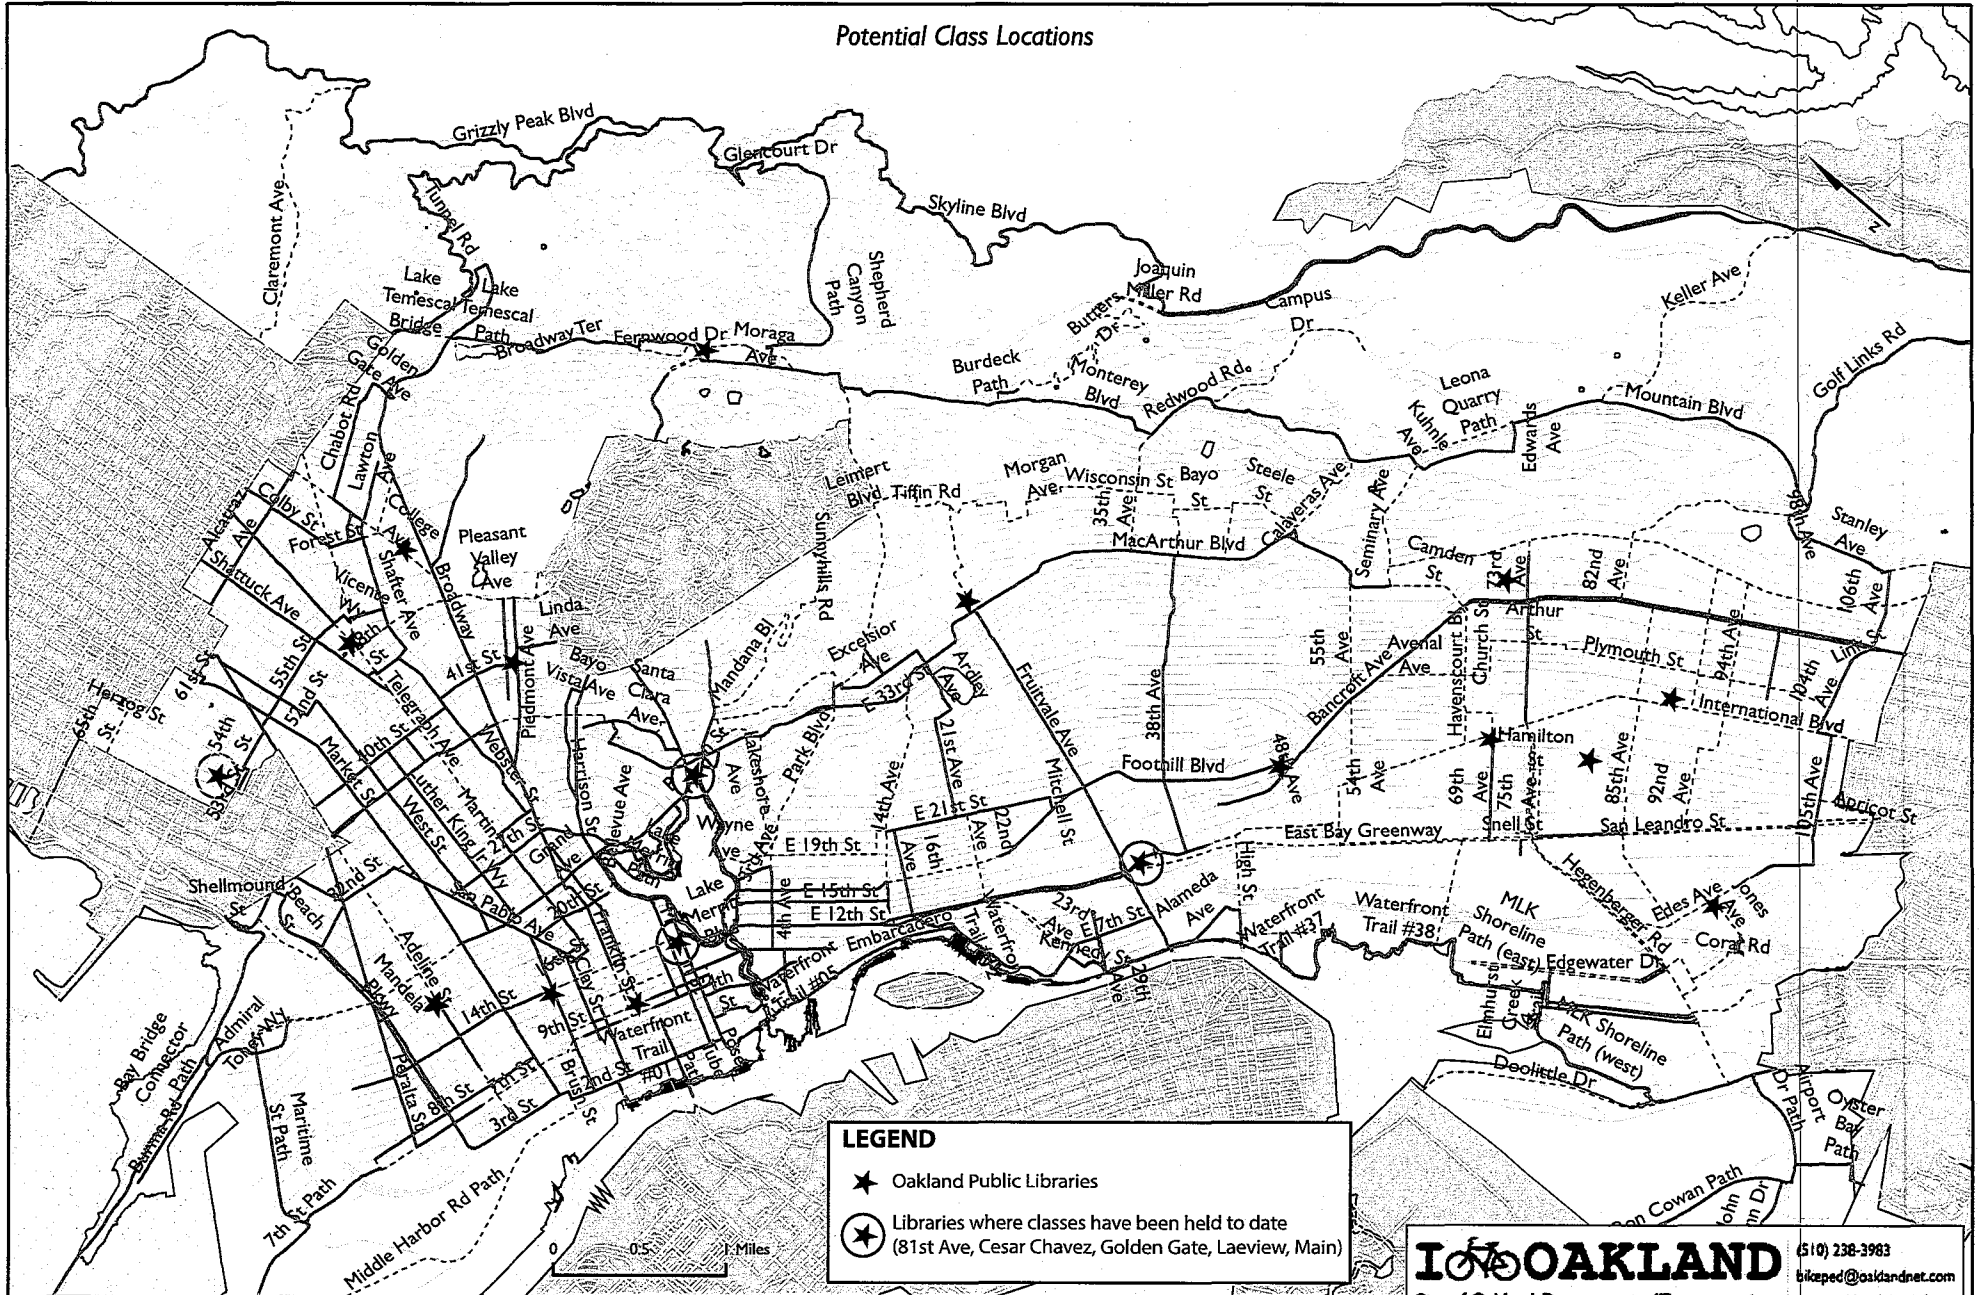 Potential Class Locations
Grizzly Peak Blvd
Glencourt Dr
Skyline Blvd
Claremont Ave
Tunnel Rd
Lake
Temescal
Bridge
Lake
Temescal
Path
Broadway Ter
Fernwood Dr
Moraga
Ave
Shepherd
Canyon
Path
Joaquin
Miller Rd
Butters
Dr
Campus
Dr
Keller Ave
Golf Links Rd
Golden
Gate Ave
Burdeck
Path
Monterey
Blvd
Redwood Rd
Leona
Quarry
Path
Kuhnle
Ave
Edwards
Ave
Mountain Blvd
Chabot Rd
Lawton
Ave
College
Ave
Colby St
Alcatraz
Ave
Forest St
Shattuck Ave
Shafter Ave
Vicente
Wy
Pleasant
Valley
Ave
Broadway
Linda
Ave
Leimert
Blvd
Tiffin Rd
Morgan
Ave
Wisconsin St
Bayo
St
Steele
St
35th
Ave
Calaveras Ave
MacArthur Blvd
Seminary Ave
Sunnyhills Rd
Camden
St
73rd
Ave
82nd
Ave
98th Ave
Stanley
Ave
106th
Ave
Arthur
St
Plymouth St
94th Ave
104th
Ave
International Blvd
61st St
55th St
52nd St
Herzog St
65th
St
54th
St
53rd St
41st St
Piedmont Ave
Bayo
Vista Ave
Santa
Clara
Ave
Mandana Bl
Excelsior
Ave
E 33rd St
Ardley
Ave
Fruitvale Ave
38th Ave
55th
Ave
Avenal
Ave
Bancroft Ave
Havenscourt Bl
Church St
Hamilton
40th St
Telegraph Ave
Webster St
Market St
West St
Martin
Luther King Jr Wy
27th St
Grand
Ave
Harrison St
Bellevue Ave
Lakeshore
Ave
Park Blvd
14th Ave
21st Ave
Mitchell St
Foothill Blvd
48th Ave
54th
Ave
69th
Ave
75th
Ave
85th Ave
92nd
Ave
105th Ave
Apricot St
Wayne
Ave
3rd Ave
E 21st St
22nd
Ave
16th
Ave
E 19th St
East Bay Greenway
Snell St
San Leandro St
Shellmound
St
Beach
St
32nd St
San Pablo Ave
20th St
Franklin St
Clay St
Lake
Merritt
4th Ave
E 15th St
E 12th St
Embarcadero
Waterfront
Trail #05
23rd
Ave
Kennedy St
E 7th St
29th
Ave
Alameda
Ave
High St
Waterfront
Trail #37
Waterfront
Trail #38
MLK
Shoreline
Path (east)
Hegenberger Rd
Edes Ave
Jones
Ave
Coral Rd
Edgewater Dr
Elmhurst
Creek
MLK Shoreline
Path (west)
Doolittle Dr
Airport
Dr Path
Oyster
Bay
Path
Adeline St
Mandela
Pkwy
14th St
9th St
Waterfront
Trail
#01
Posey
Tube
Path
Brush St
2nd St
7th St
8th St
3rd St
Peralta St
Bay Bridge
Connector
Admiral
Toney Wy
Burma Rd Path
Maritime
St Path
7th St Path
Middle Harbor Rd Path
0 0.5 1 Miles
LEGEND
Oakland Public Libraries
Libraries where classes have been held to date
(81st Ave, Cesar Chavez, Golden Gate, Laeview, Main)
I OAKLAND
(510) 238-3983
bikeped@oaklandnet.com